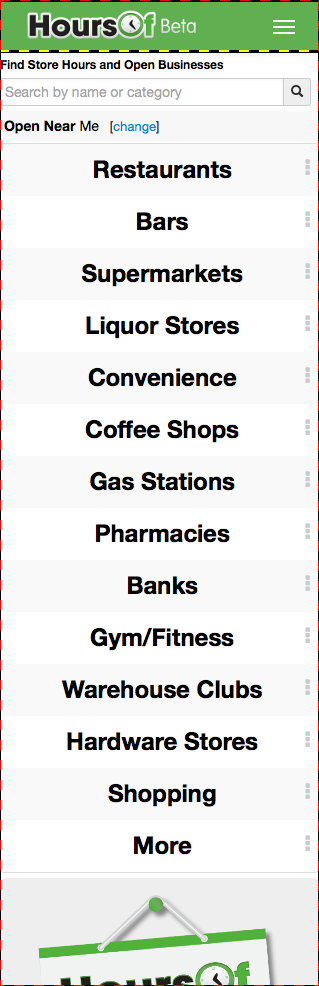 HoursOf Beta
Find Store Hours and Open Businesses
Search by name or category
Open Near Me [change]
Restaurants
Bars
Supermarkets
Liquor Stores
Convenience
Coffee Shops
Gas Stations
Pharmacies
Banks
Gym/Fitness
Warehouse Clubs
Hardware Stores
Shopping
More
HoursOf